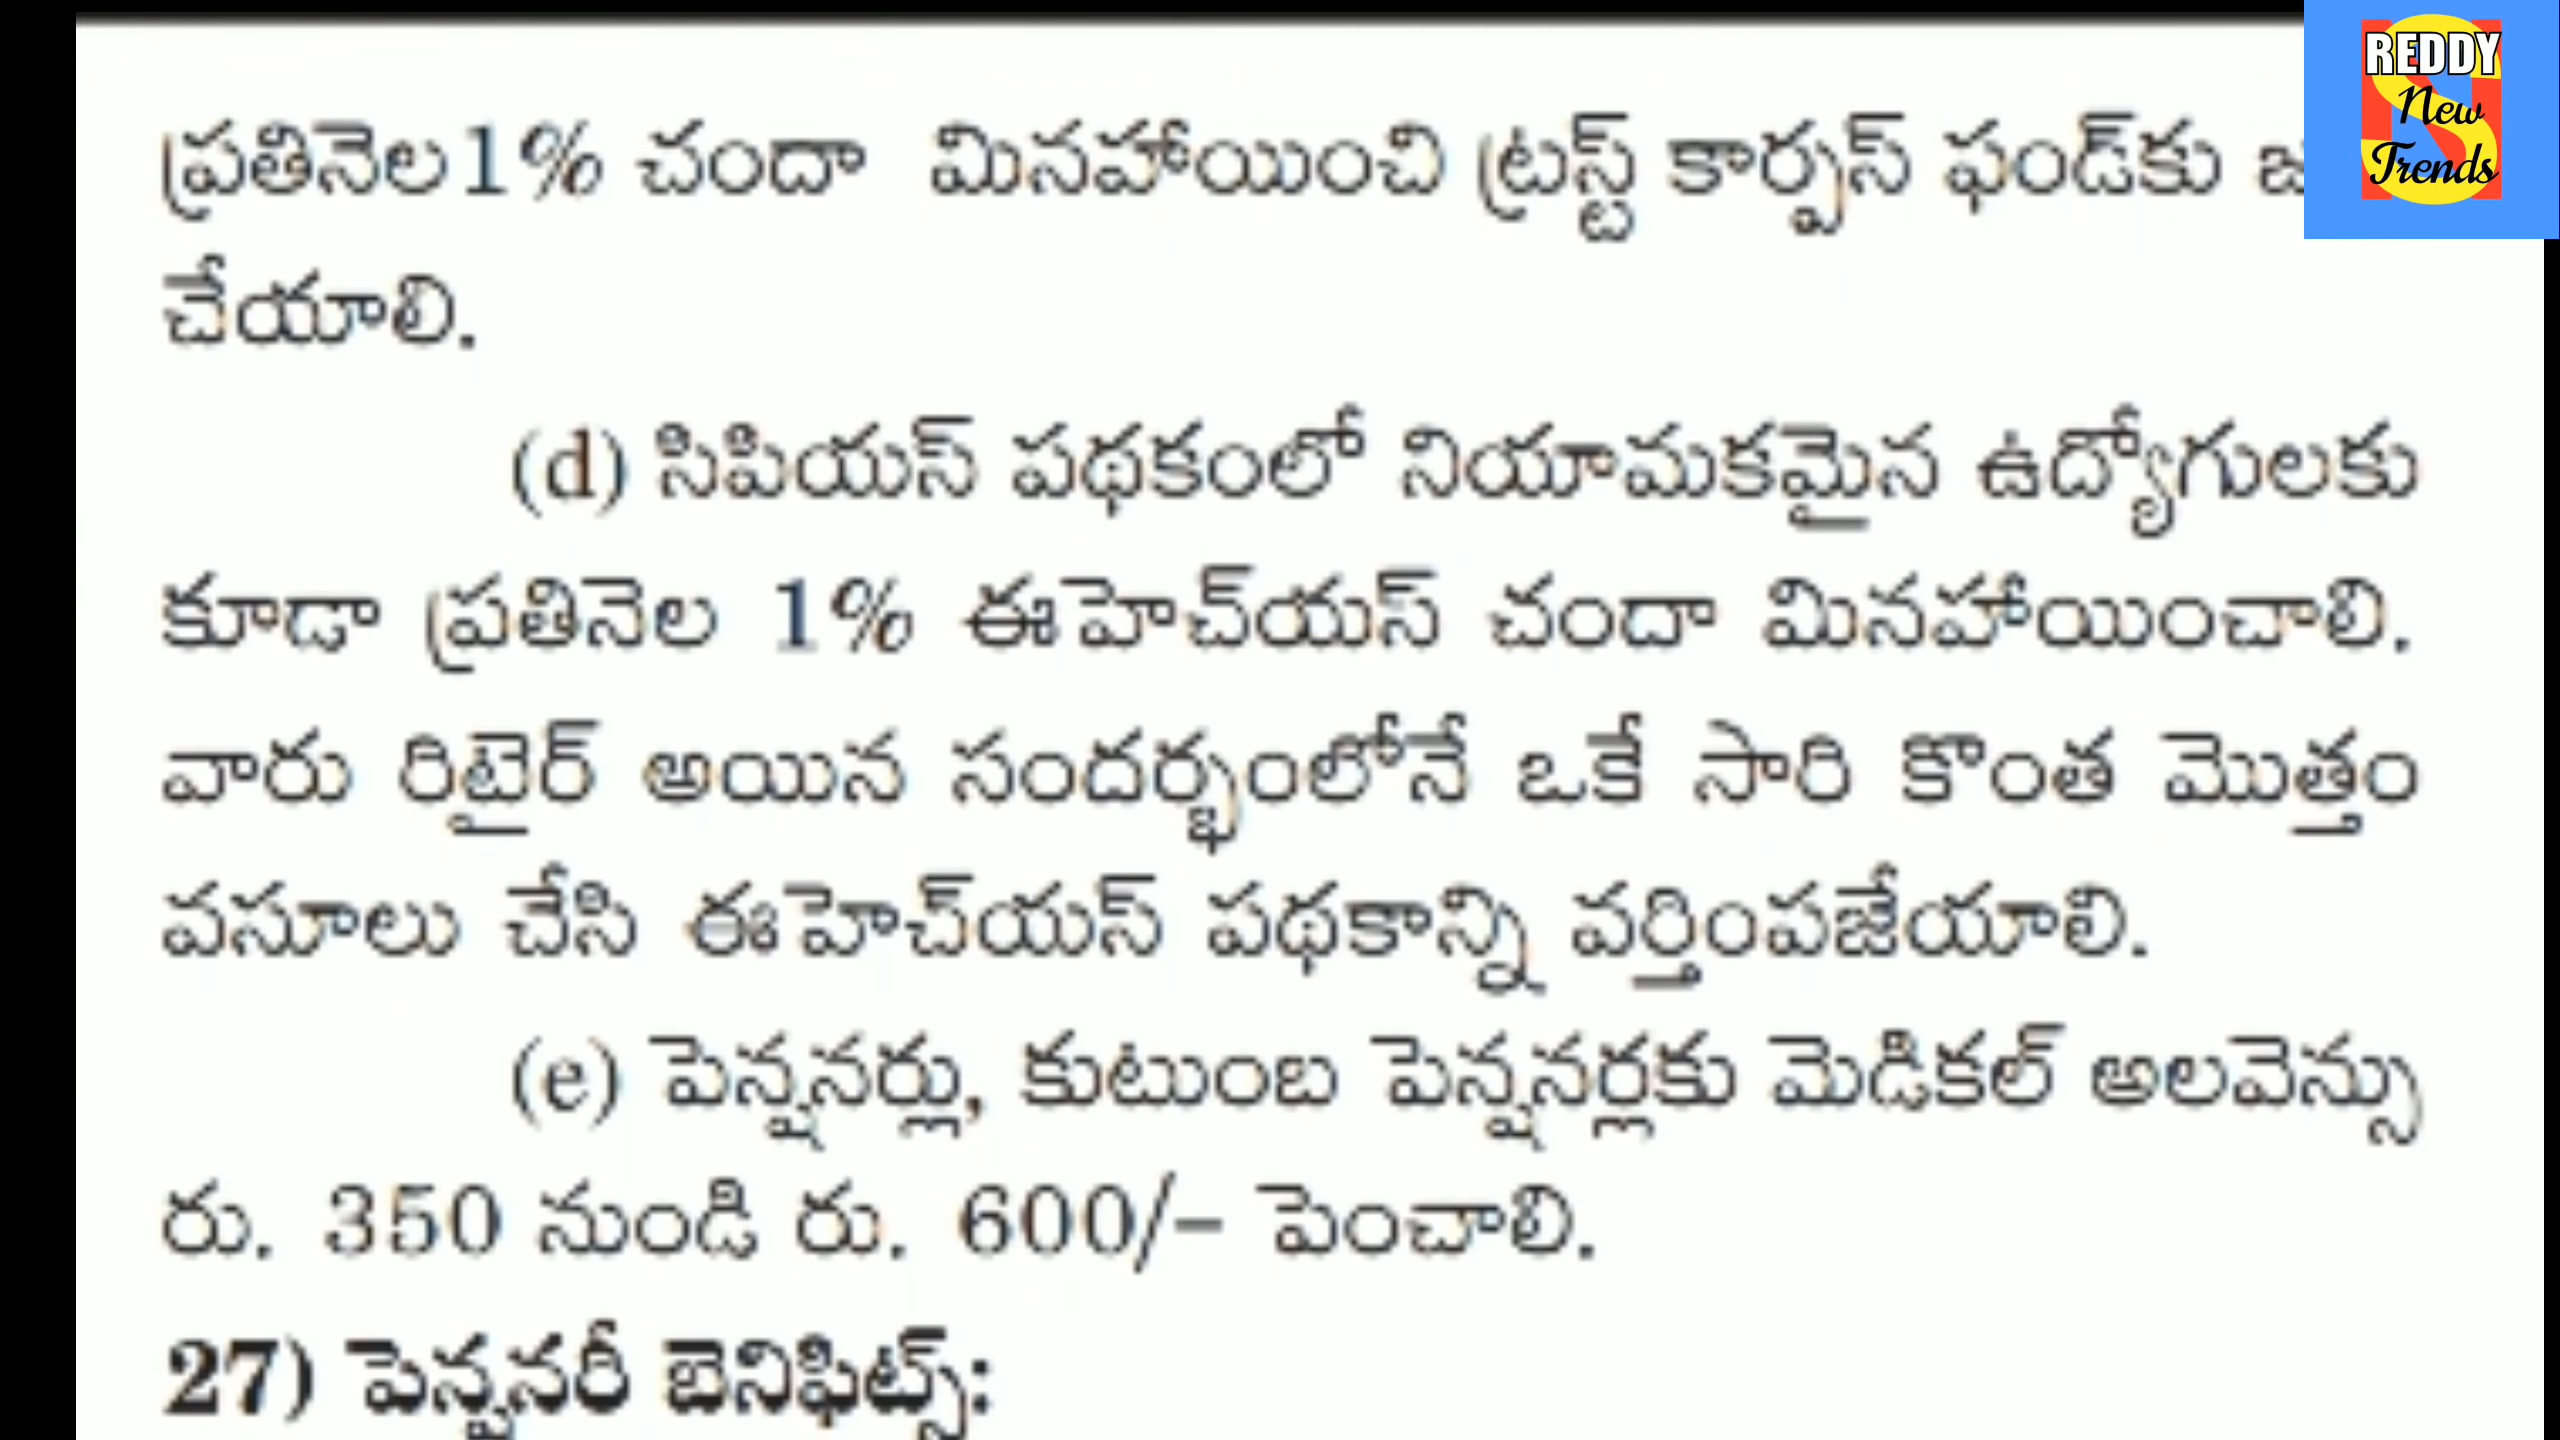 ప్రతినెల1% చందా మినహాయించి ట్రస్ట్ కార్పస్ ఫండ్‌కు
చేయాలి.
(d) సిపియస్ పథకంలో నియామకమైన ఉద్యోగులకు
కూడా ప్రతినెల 1% ఈహెచ్‌యస్ చందా మినహాయించాలి.
వారు రిటైర్ అయిన సందర్భంలోనే ఒకే సారి కొంత మొత్తం
వసూలు చేసి ఈహెచ్‌యస్ పథకాన్ని వర్తింపజేయాలి.
(e) పెన్షనర్లు, కుటుంబ పెన్షనర్లకు మెడికల్ అలవెన్సు
రు. 350 నుండి రు. 600/– పెంచాలి.
27) పెన్షనరీ బెనిఫిట్స్:
REDDY
New
Trends